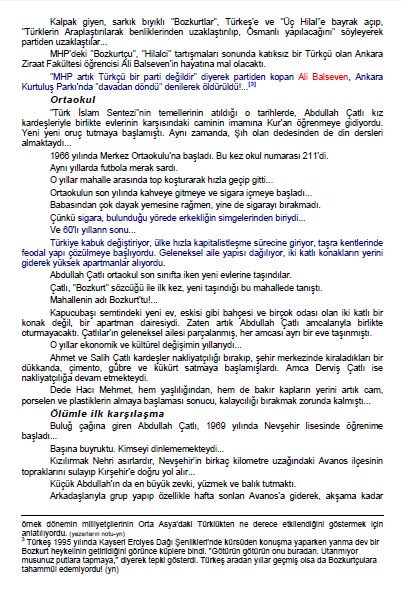 Kalpak giyen, sarkık bıyıklı "Bozkurtlar", Türkeş'e ve "Üç Hilal"e bayrak açıp,
"Türklerin Araplaştırılarak benliklerinden uzaklaştırılıp, Osmanlı yapılacağını" söyleyerek
partiden uzaklaştılar...
MHP'deki "Bozkurtçu", "Hilalci" tartışmaları sonunda katıksız bir Türkçü olan Ankara
Ziraat Fakültesi öğrencisi Ali Balseven'in hayatına mal olacaktı.
"MHP artık Türkçü bir parti değildir" diyerek partiden kopan Ali Balseven, Ankara
Kurtuluş Parkı'nda "davadan döndü" denilerek öldürüldü!...[3]
Ortaokul
"Türk İslam Sentezi"nin temellerinin atıldığı o tarihlerde, Abdullah Çatlı kız
kardeşleriyle birlikte evlerinin karşısındaki caminin imamına Kur'an öğrenmeye gidiyordu.
Yeni yeni oruç tutmaya başlamıştı. Aynı zamanda, Şıh olan dedesinden de din dersleri
almaktaydı...
1966 yılında Merkez Ortaokulu'na başladı. Bu kez okul numarası 211'di.
Aynı yıllarda futbola merak sardı.
O yıllar mahalle arasında top koşturarak hızla geçip gitti...
Ortaokulun son yılında kahveye gitmeye ve sigara içmeye başladı...
Babasından çok dayak yemesine rağmen, yine de sigarayı bırakmadı.
Çünkü sigara, bulunduğu yörede erkekliğin simgelerinden biriydi...
Ve 60'lı yılların sonu...
Türkiye kabuk değiştiriyor, ülke hızla kapitalistleşme sürecine giriyor, taşra kentlerinde
feodal yapı çözülmeye başlıyordu. Geleneksel aile yapısı dağılıyor, iki katlı konakların yerini
giderek yüksek apartmanlar alıyordu.
Abdullah Çatlı ortaokul son sınıfta iken yeni evlerine taşındılar.
Çatlı, "Bozkurt" sözcüğü ile ilk kez, yeni taşındığı bu mahallede tanıştı.
Mahallenin adı Bozkurt'tu!...
Kapucubaşı semtindeki yeni ev, eskisi gibi bahçesi ve birçok odası olan iki katlı bir
konak değil, bir apartman dairesiydi. Zaten artık Abdullah Çatlı amcalarıyla birlikte
oturmayacaktı. Çatlılar'ın geleneksel ailesi parçalanmış, her amcası ayrı bir eve taşınmıştı.
O yıllar ekonomik ve kültürel değişimin yıllarıydı...
Ahmet ve Salih Çatlı kardeşler nakliyatçılığı bırakıp, şehir merkezinde kiraladıkları bir
dükkanda, çimento, gübre ve kükürt satmaya başlamışlardı. Amca Derviş Çatlı ise
nakliyatçılığa devam etmekteydi.
Dede Hacı Mehmet, hem yaşlılığından, hem de bakır kapların yerini artık cam,
porselen ve plastiklerin almaya başlaması sonucu, kalaycılığı bırakmak zorunda kalmıştı...
Ölümle ilk karşılaşma
Buluğ çağına giren Abdullah Çatlı, 1969 yılında Nevşehir lisesinde öğrenime
başladı...
Başına buyruktu. Kimseyi dinlememekteydi...
Kızılırmak Nehri asırlardır, Nevşehir'in birkaç kilometre uzağındaki Avanos ilçesinin
topraklarını sulayıp Kırşehir'e doğru yol alır...
Küçük Abdullah'ın da en büyük zevki, yüzmek ve balık tutmaktı.
Arkadaşlarıyla grup yapıp özellikle hafta sonları Avanos'a giderek, akşama kadar
örnek dönemin milliyetçilerinin Orta Asya'daki Türklükten ne derece etkilendiğini göstermek için
anlatılıyordu. (yazarların notu-yn)
3 Türkeş 1995 yılında Kayseri Erciyes Dağı Şenlikleri'nde kürsüden konuşma yaparken yanına dev bir
Bozkurt heykelinin getirildiğini görünce küplere bindi. "Götürün götürün onu buradan. Utanmıyor
musunuz putlara tapmaya," diyerek tepki gösterdi. Türkeş aradan yıllar geçmiş olsa da Bozkurtçulara
tahammül edemiyordu! (yn)